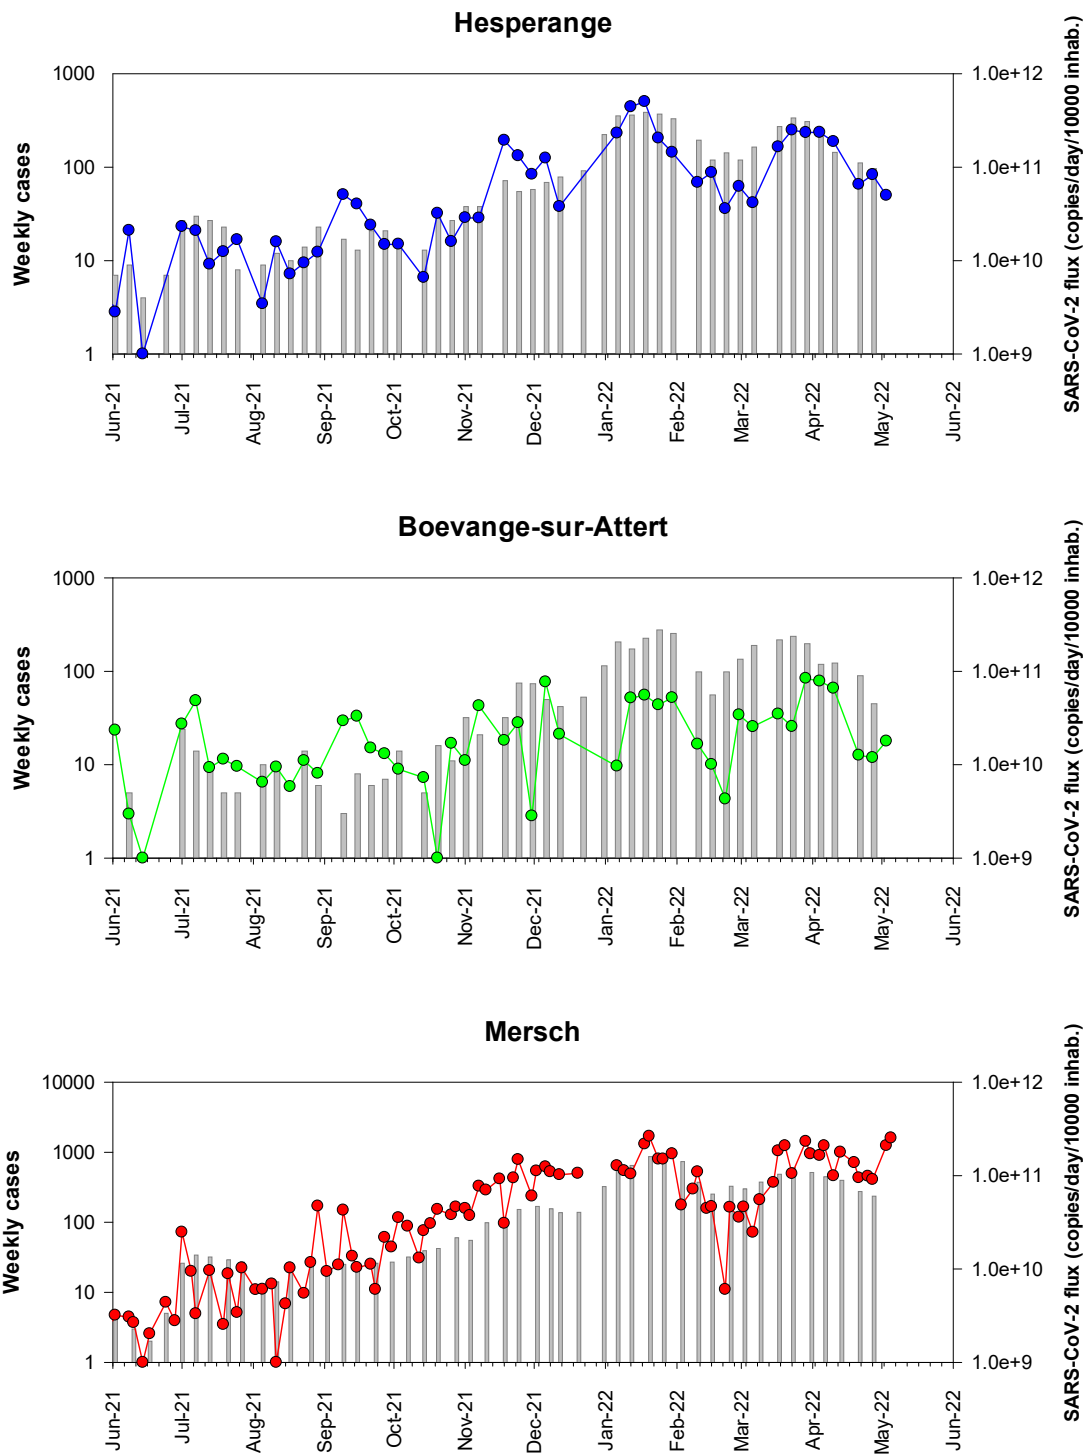 Hesperange
Weekly cases
1000
100
10
1
1.0e+12
1.0e+11
1.0e+10
1.0e+9
SARS-CoV-2 flux (copies/day/10000 inhab.)
Jun-21
Jul-21
Aug-21
Sep-21
Oct-21
Nov-21
Dec-21
Jan-22
Feb-22
Mar-22
Apr-22
May-22
Jun-22
Boevange-sur-Attert
Weekly cases
1000
100
10
1
1.0e+12
1.0e+11
1.0e+10
1.0e+9
SARS-CoV-2 flux (copies/day/10000 inhab.)
Jun-21
Jul-21
Aug-21
Sep-21
Oct-21
Nov-21
Dec-21
Jan-22
Feb-22
Mar-22
Apr-22
May-22
Jun-22
Mersch
Weekly cases
10000
1000
100
10
1
1.0e+12
1.0e+11
1.0e+10
1.0e+9
SARS-CoV-2 flux (copies/day/10000 inhab.)
Jun-21
Jul-21
Aug-21
Sep-21
Oct-21
Nov-21
Dec-21
Jan-22
Feb-22
Mar-22
Apr-22
May-22
Jun-22